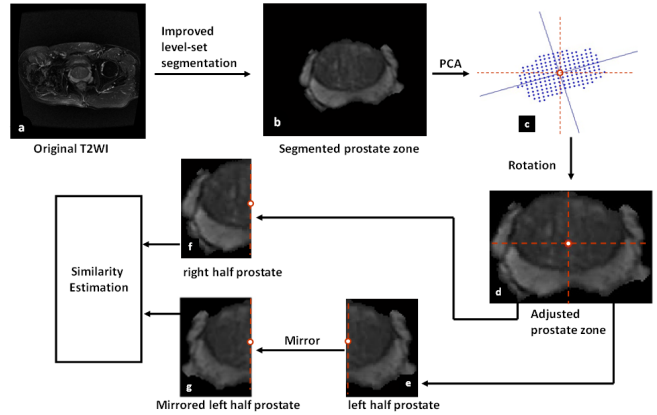 Improved
level-set
segmentation
PCA
a
b
c
Original T2WI
Segmented prostate zone
Rotation
f
d
right half prostate
Similarity
Estimation
Adjusted
prostate zone
Mirror
g
e
Mirrored left half prostate
left half prostate